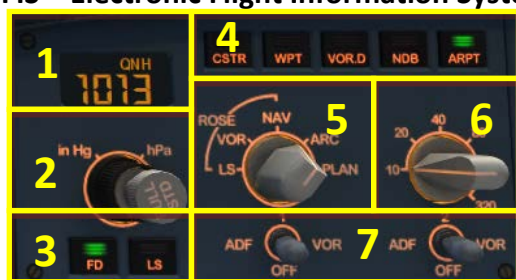 Electronic Flight Information
1 QNH 4
1013
CSTR WPT VOR.D NDB ARPT
2 in Hg hPa
PULL
STD
5 NAV
ROSE ARC
VOR
LS PLAN
6 40
20
10
320
3
FD LS
7
ADF VOR ADF VOR
OFF OFF